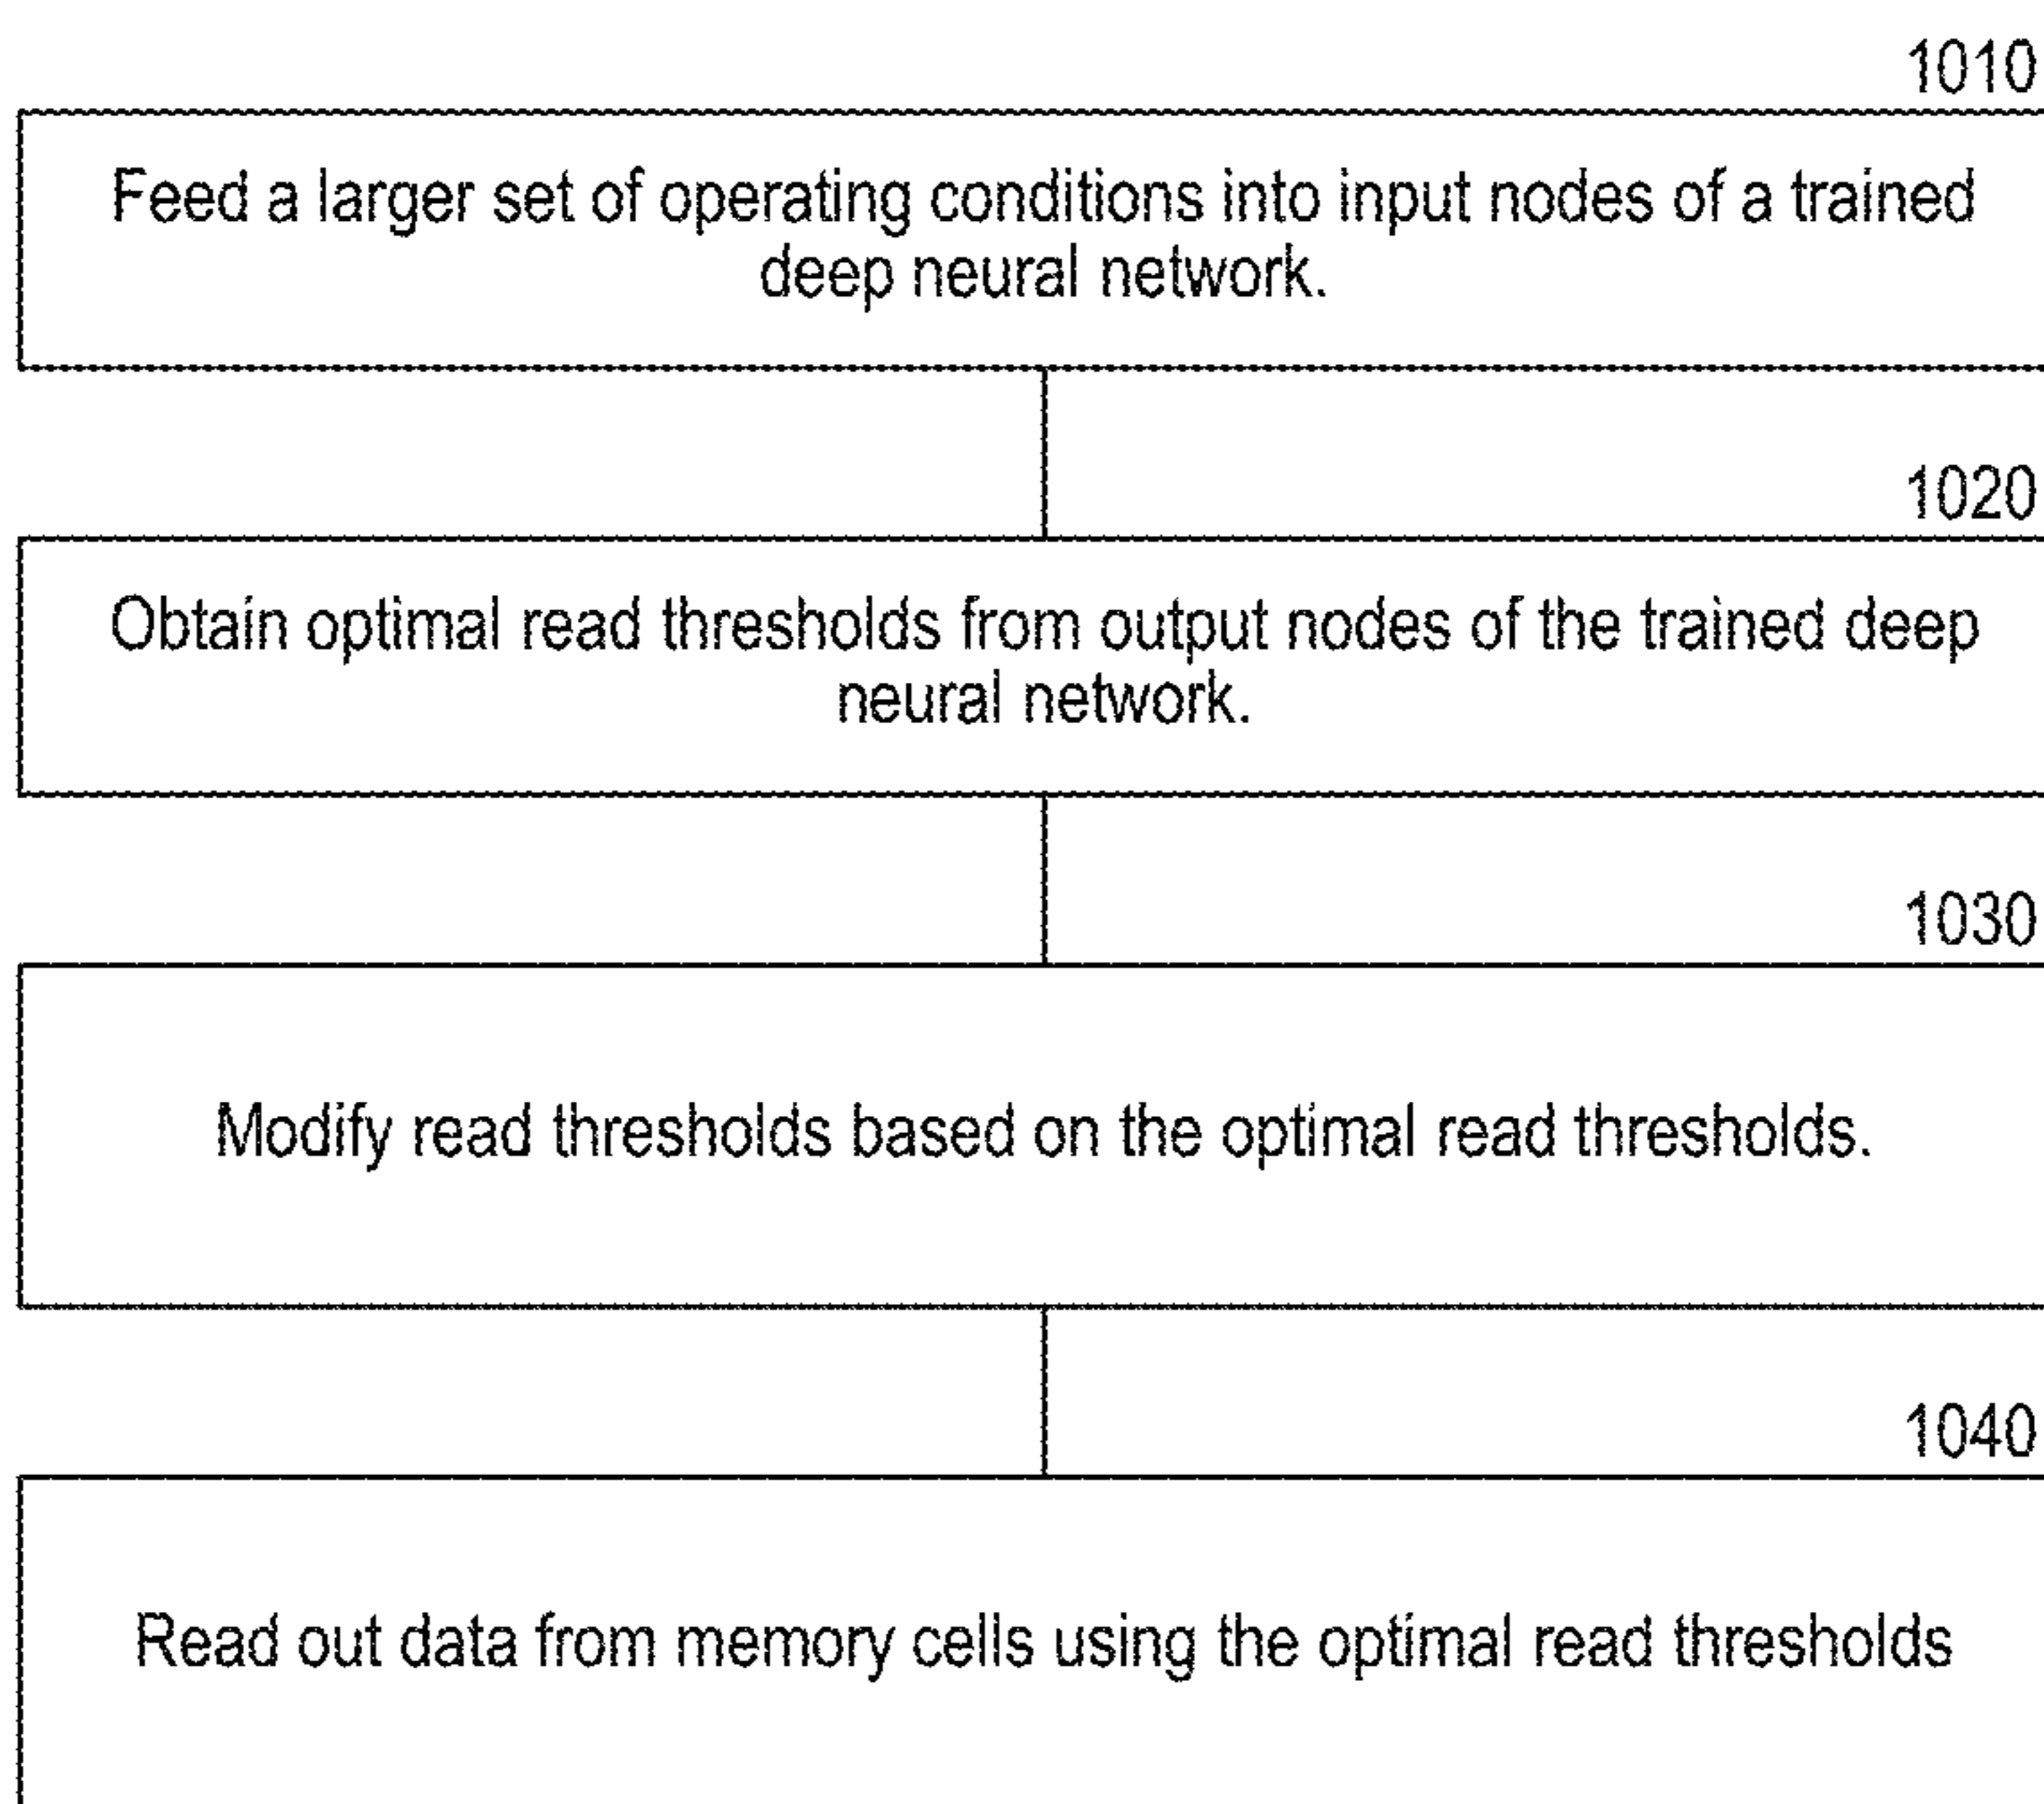 1010
Feed a larger set of operating conditions into input nodes of a trained
deep neural network.
1020
Obtain optimal read thresholds from output nodes of the trained deep
neural network.
1030
Modify read thresholds based on the optimal read thresholds.
1040
Read out data from memory cells using the optimal read thresholds